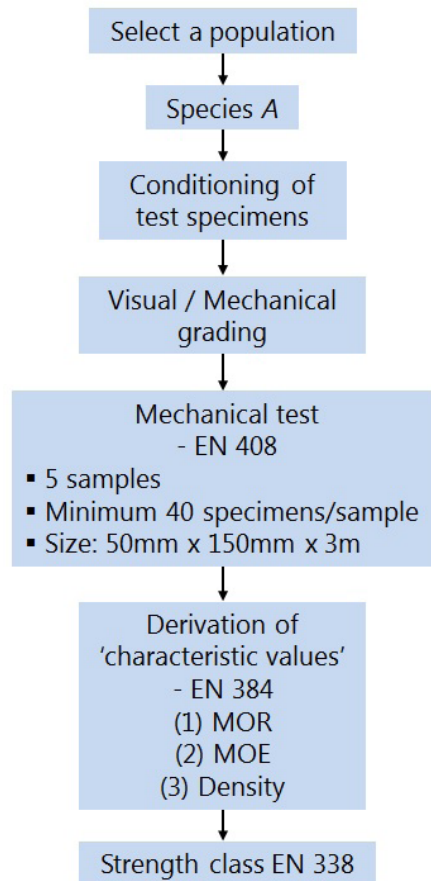 Select a population
Species A
Conditioning of
test specimens
Visual / Mechanical
grading
Mechanical test
- EN 408
▪ 5 samples
▪ Minimum 40 specimens/sample
▪ Size: 50mm x 150mm x 3m
Derivation of
‘characteristic values’
- EN 384
(1) MOR
(2) MOE
(3) Density
Strength class EN 338